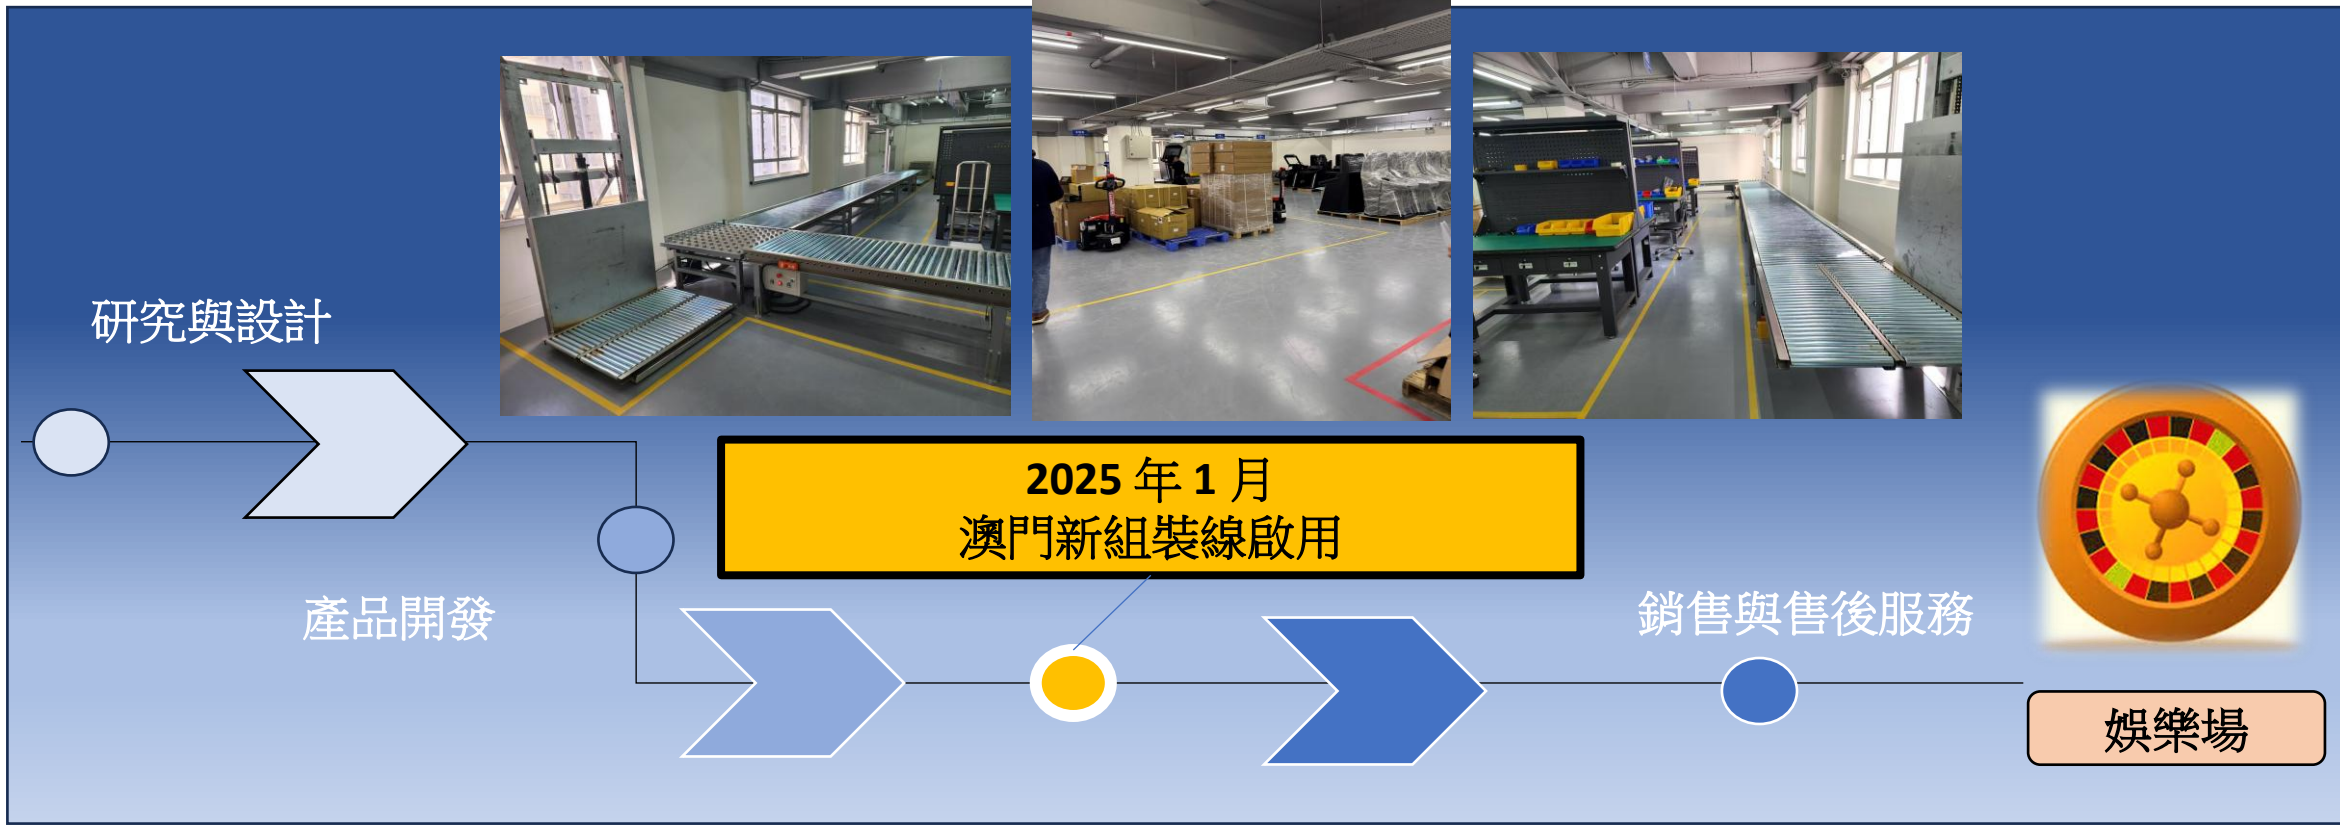 研究與設計
2025 年 1 月
澳門新組裝線啟用
產品開發
銷售與售後服務
娛樂場